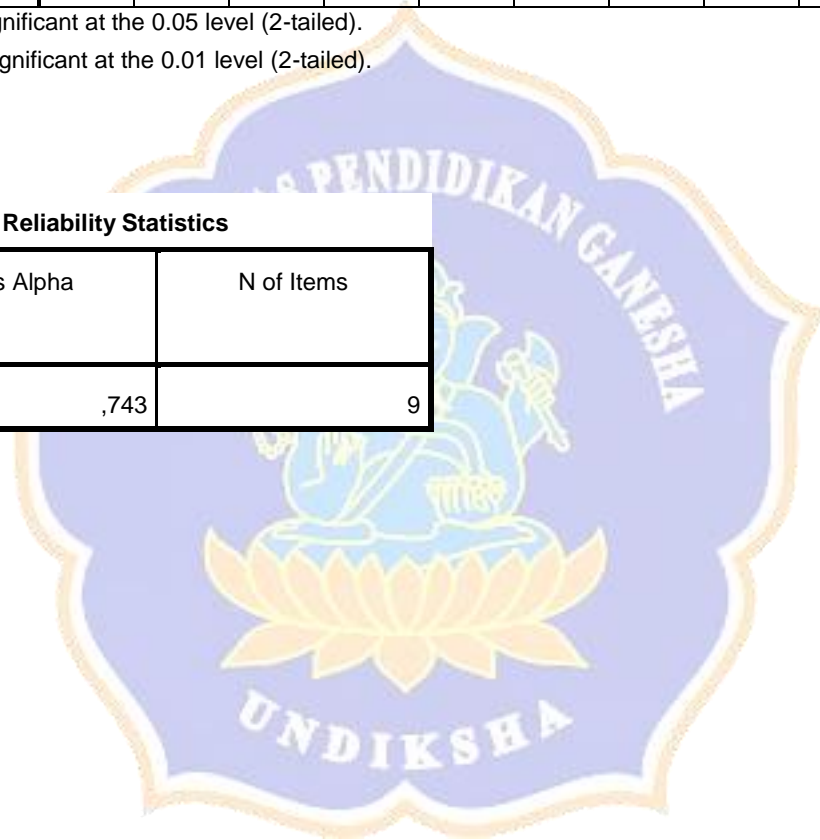 gnificant at the 0.05 level (2-tailed).
gnificant at the 0.01 level (2-tailed).
AS PENDIDIKAN GANESHA
Reliability Statistics
s Alpha N of Items
,743 9
UNDIKSHA